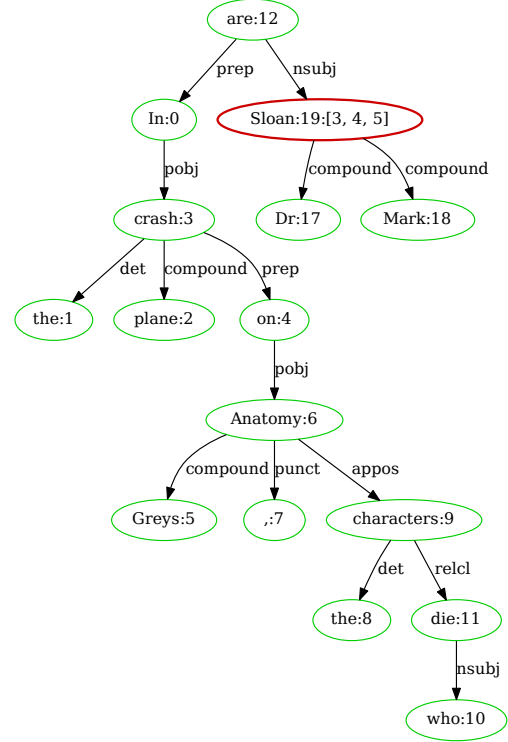 are:12
prep
nsubj
In:0
Sloan:19:[3, 4, 5]
pobj
compound
compound
crash:3
Dr:17
Mark:18
det
compound
prep
the:1
plane:2
on:4
pobj
Anatomy:6
compound
punct
appos
Greys:5
,:7
characters:9
det
relcl
the:8
die:11
nsubj
who:10